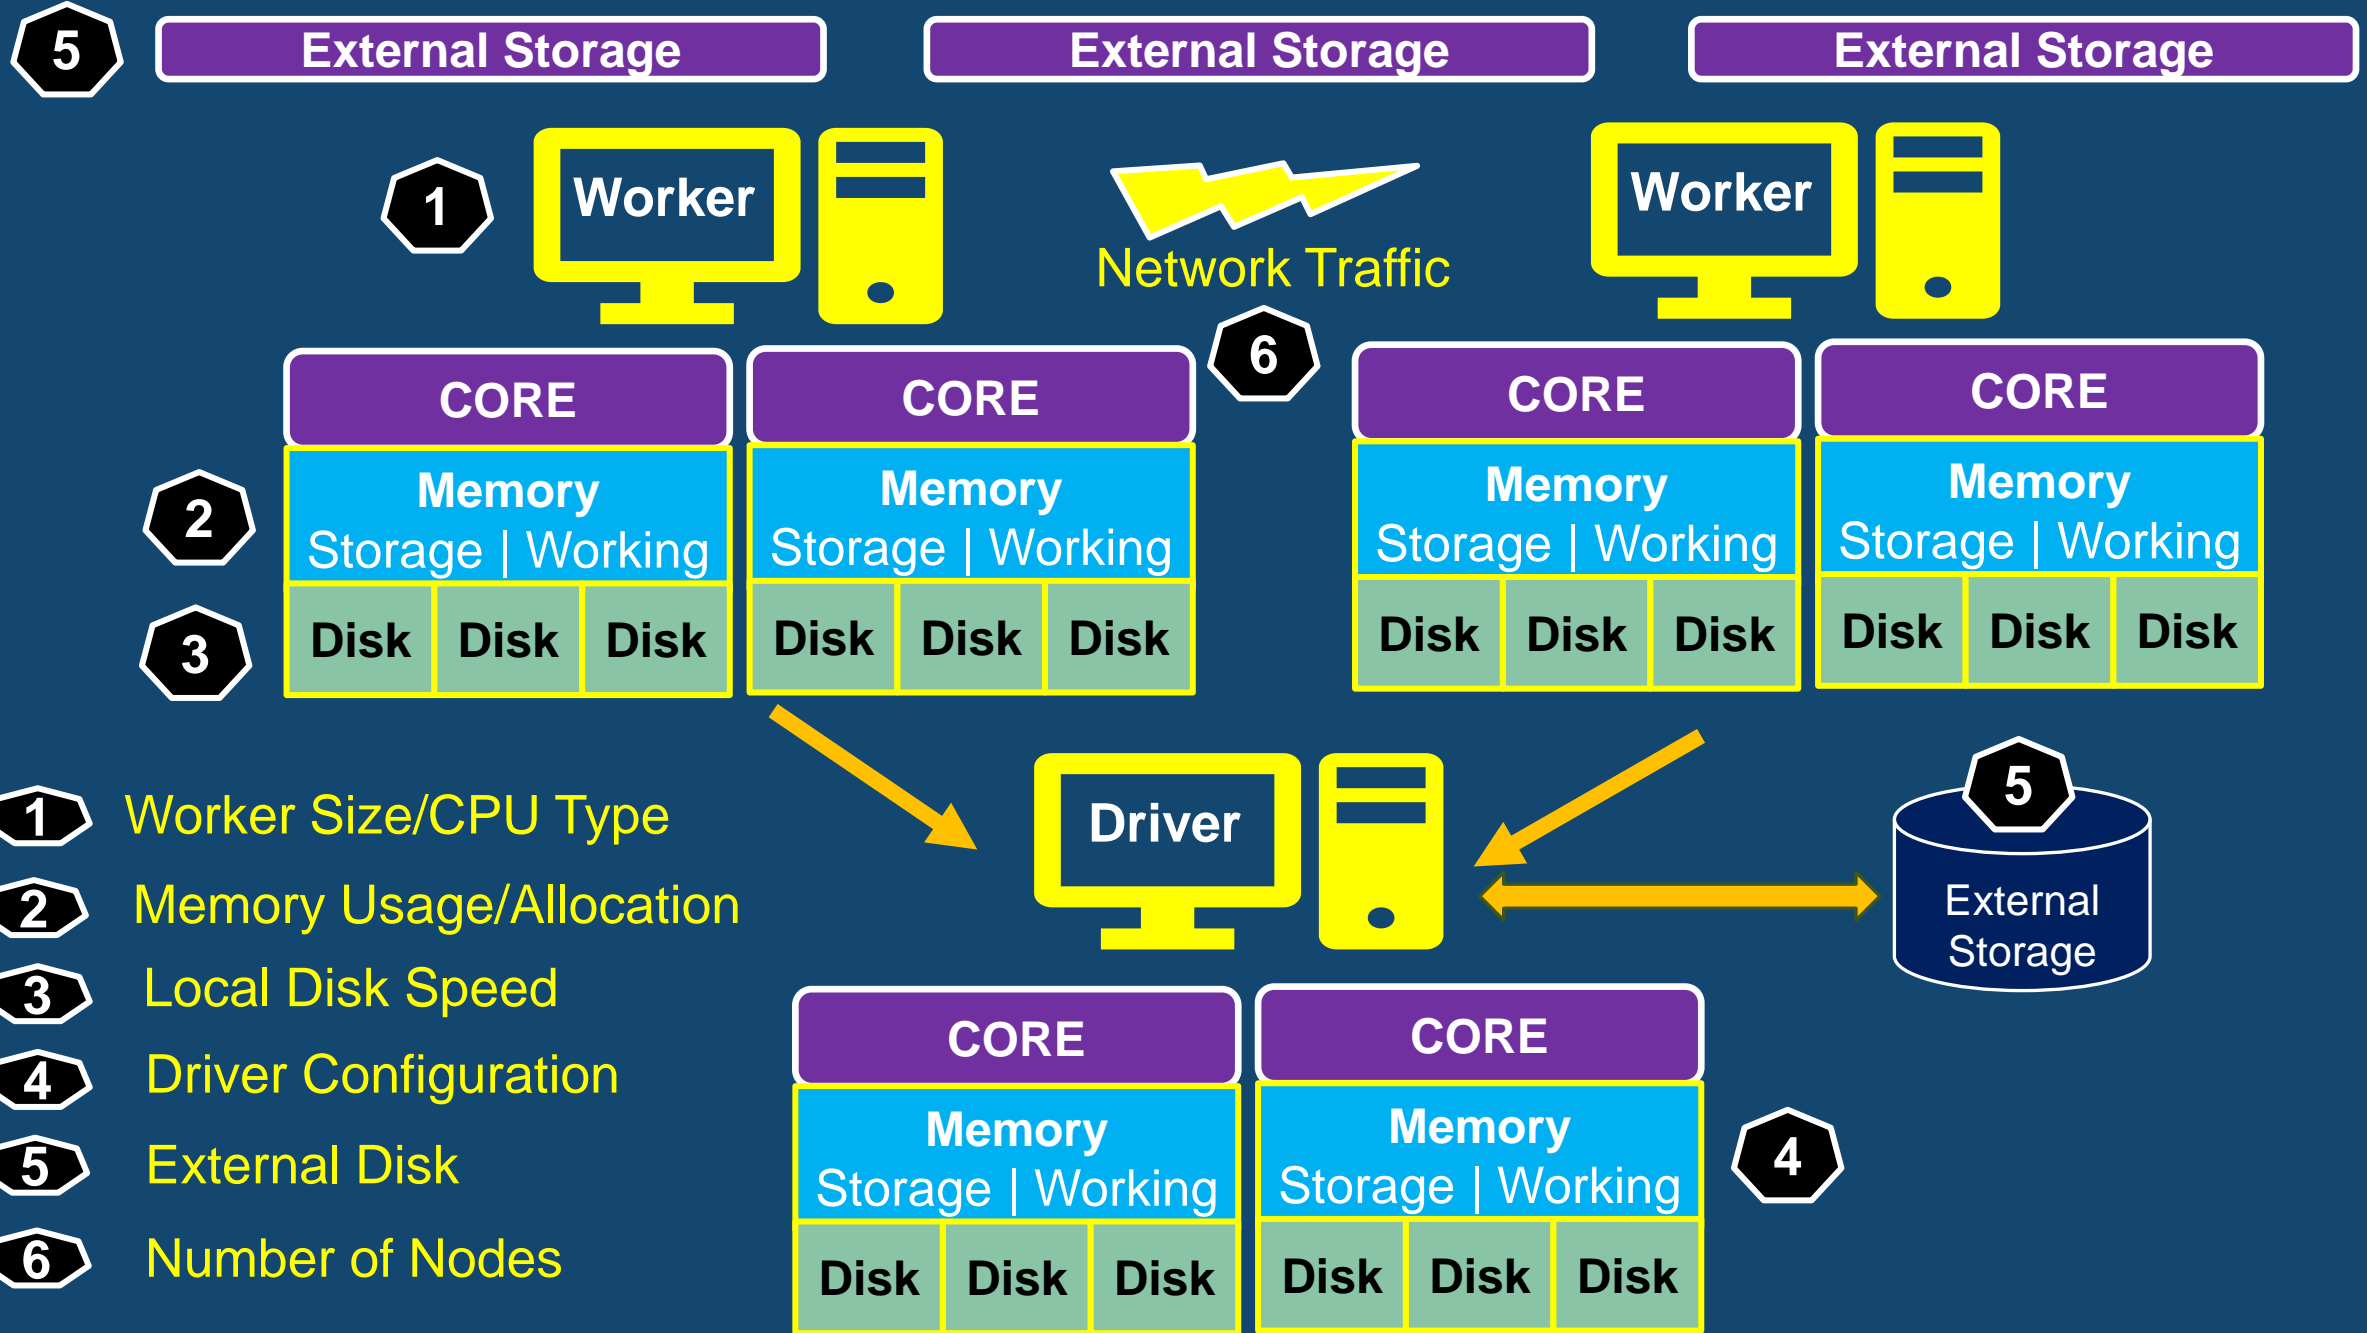 5
External Storage
External Storage
External Storage
1
Worker
Network Traffic
Worker
6
CORE
CORE
CORE
CORE
2
Memory
Storage | Working
Memory
Storage | Working
Memory
Storage | Working
Memory
Storage | Working
3
Disk Disk Disk
Disk Disk Disk
Disk Disk Disk
Disk Disk Disk
Driver
5
External
Storage
1 Worker Size/CPU Type
2 Memory Usage/Allocation
3 Local Disk Speed
4 Driver Configuration
5 External Disk
6 Number of Nodes
CORE
CORE
Memory
Storage | Working
Memory
Storage | Working
4
Disk Disk Disk
Disk Disk Disk